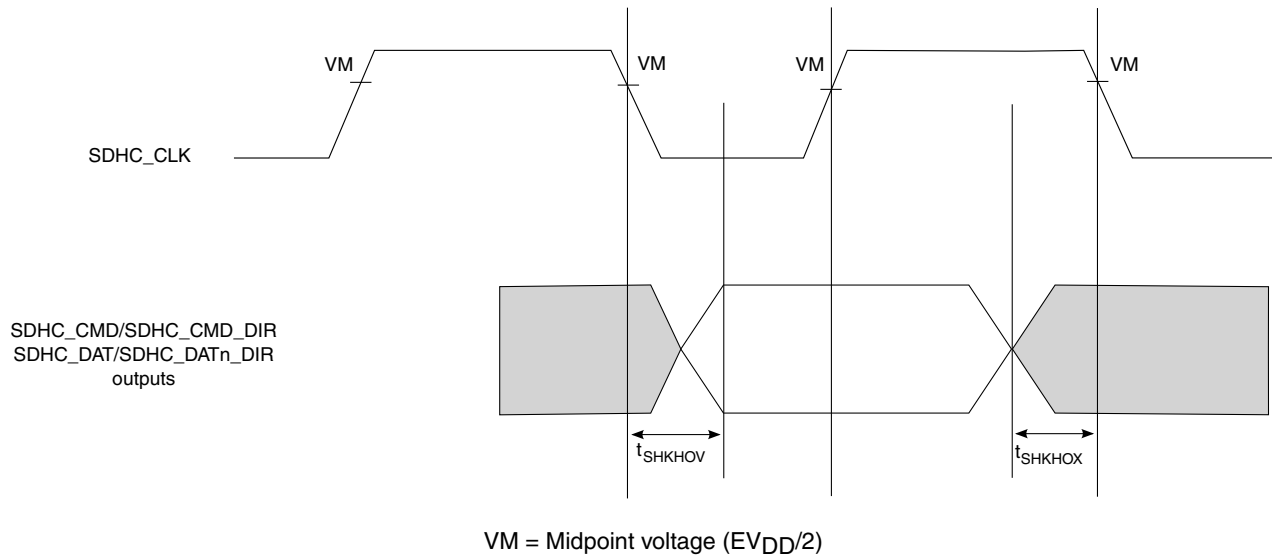 VM
VM
VM
VM
SDHC_CLK
SDHC_CMD/SDHC_CMD_DIR
SDHC_DAT/SDHC_DATn_DIR
outputs
tSHKHOV
tSHKHOX
VM = Midpoint voltage (EVDD/2)